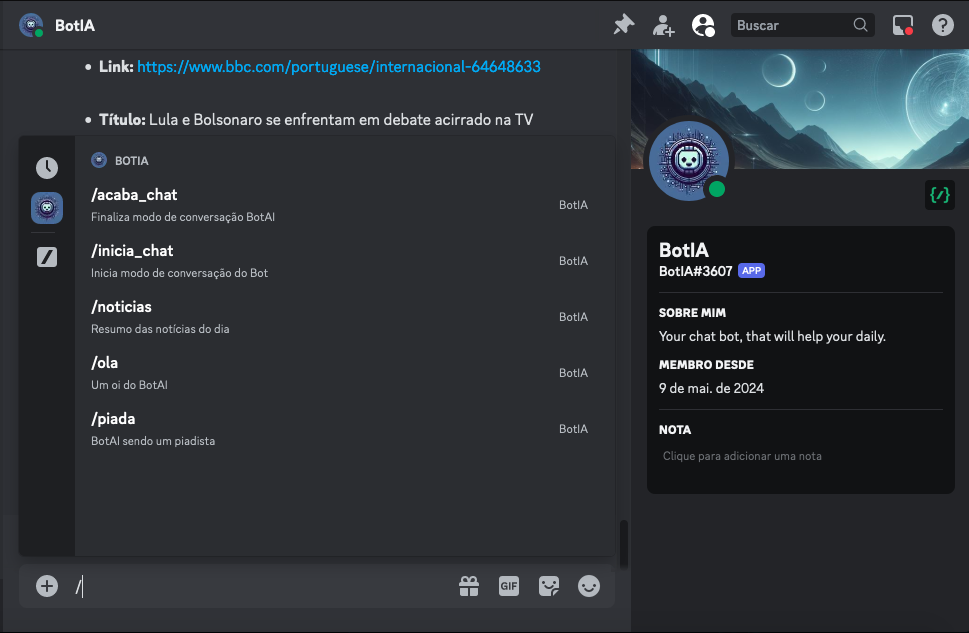 BotIA
Buscar
• Link: https://www.bbc.com/portuguese/internacional-64648633
• Título: Lula e Bolsonaro se enfrentam em debate acirrado na TV
BOTIA
/acaba_chat
Finaliza modo de conversação BotAI
BotIA
/inicia_chat
Inicia modo de conversação do Bot
BotIA
/noticias
Resumo das notícias do dia
BotIA
/ola
Um oi do BotAI
BotIA
/piada
BotAI sendo um piadista
BotIA
/
GIF
{/}
BotIA
BotIA#3607 APP
SOBRE MIM
Your chat bot, that will help your daily.
MEMBRO DESDE
9 de mai. de 2024
NOTA
Clique para adicionar uma nota